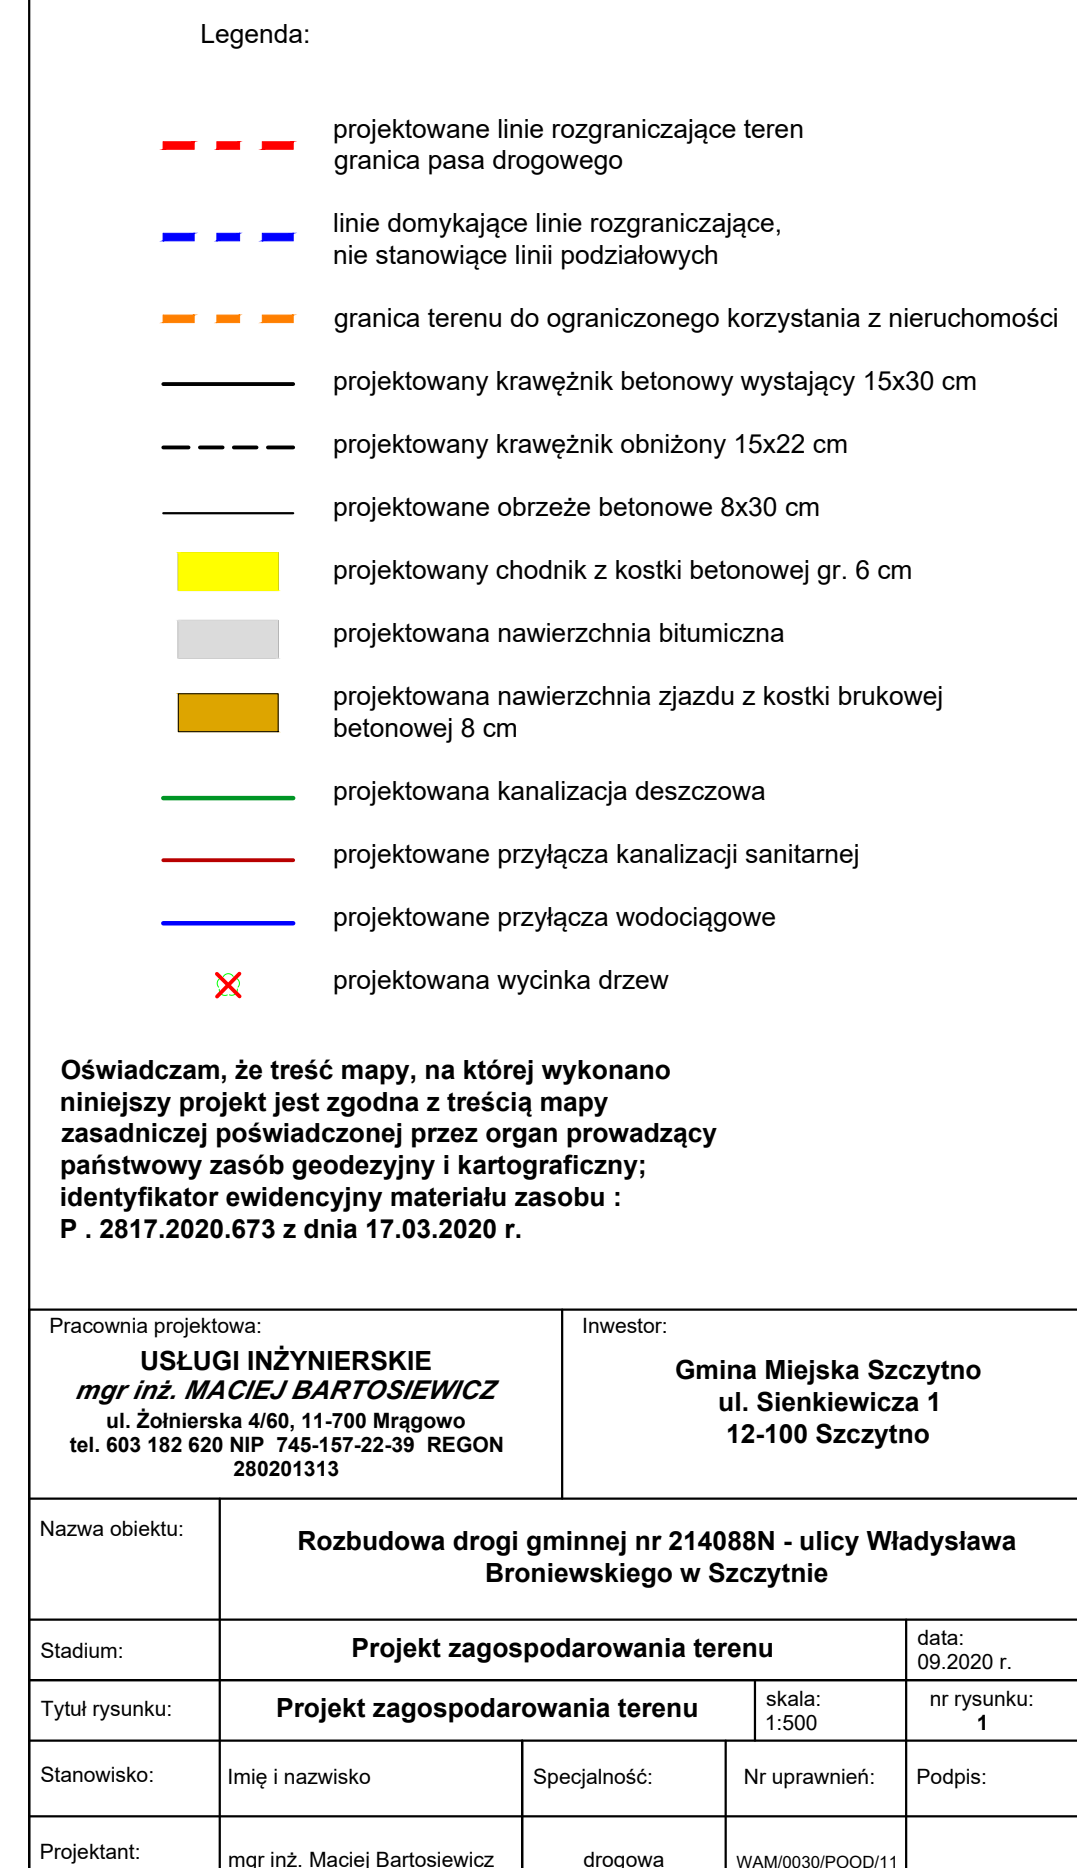 Legenda:
projektowane linie rozgraniczające teren
granica pasa drogowego
linie domykające linie rozgraniczające,
nie stanowiące linii podziałowych
granica terenu do ograniczonego korzystania z nieruchomości
projektowany krawężnik betonowy wystający 15x30 cm
projektowany krawężnik obniżony 15x22 cm
projektowane obrzeże betonowe 8x30 cm
projektowany chodnik z kostki betonowej gr. 6 cm
projektowana nawierzchnia bitumiczna
projektowana nawierzchnia zjazdu z kostki brukowej
betonowej 8 cm
projektowana kanalizacja deszczowa
projektowane przyłącza kanalizacji sanitarnej
projektowane przyłącza wodociągowe
projektowana wycinka drzew
Oświadczam, że treść mapy, na której wykonano
niniejszy projekt jest zgodna z treścią mapy
zasadniczej poświadczonej przez organ prowadzący
państwowy zasób geodezyjny i kartograficzny;
identyfikator ewidencyjny materiału zasobu :
P . 2817.2020.673 z dnia 17.03.2020 r.
Pracownia projektowa:
USŁUGI INŻYNIERSKIE
mgr inż. MACIEJ BARTOSIEWICZ
ul. Żołnierska 4/60, 11-700 Mrągowo
tel. 603 182 620 NIP 745-157-22-39 REGON
280201313
Inwestor:
Gmina Miejska Szczytno
ul. Sienkiewicza 1
12-100 Szczytno
Nazwa obiektu:
Rozbudowa drogi gminnej nr 214088N - ulicy Władysława
Broniewskiego w Szczytnie
Stadium:
Projekt zagospodarowania terenu
data:
09.2020 r.
Tytuł rysunku:
Projekt zagospodarowania terenu
skala:
1:500
nr rysunku:
1
Stanowisko:
Imię i nazwisko
Specjalność:
Nr uprawnień:
Podpis:
Projektant:
mgr inż. Maciej Bartosiewicz
drogowa
WAM/0030/POOD/11